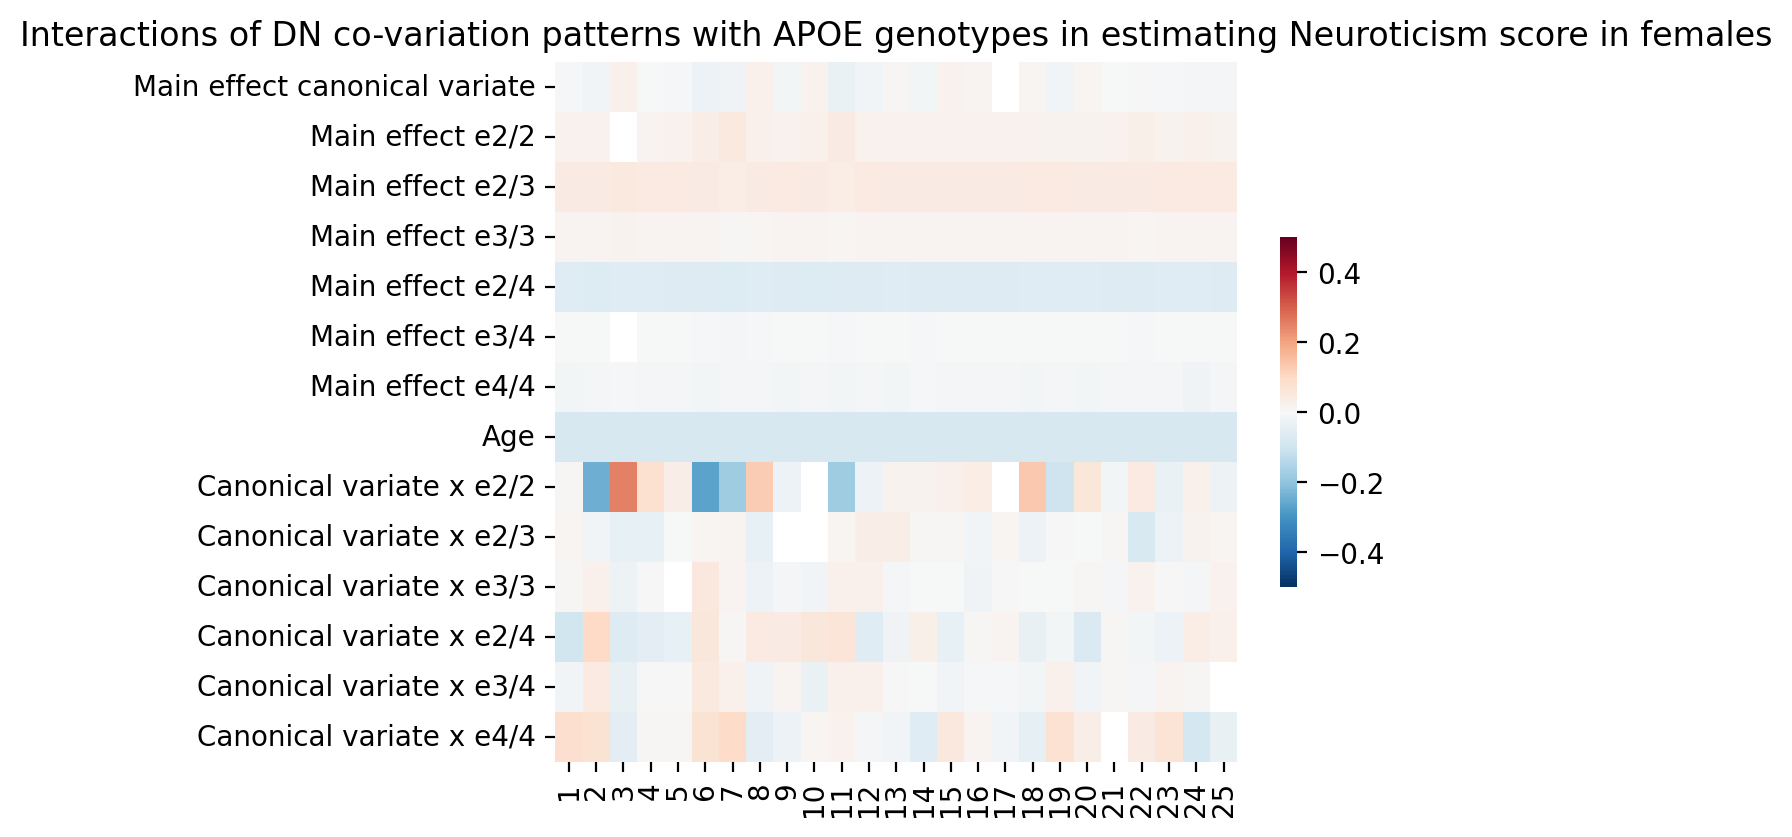 Interactions of DN co-variation patterns with APOE genotypes in estimating Neuroticism score in females
Main effect canonical variate
Main effect e2/2
Main effect e2/3
Main effect e3/3
Main effect e2/4
Main effect e3/4
Main effect e4/4
Age
Canonical variate x e2/2
Canonical variate x e2/3
Canonical variate x e3/3
Canonical variate x e2/4
Canonical variate x e3/4
Canonical variate x e4/4
1 2 3 4 5 6 7 8 9 10 11 12 13 14 15 16 17 18 19 20 21 22 23 24 25
0.4
0.2
0.0
−0.2
−0.4